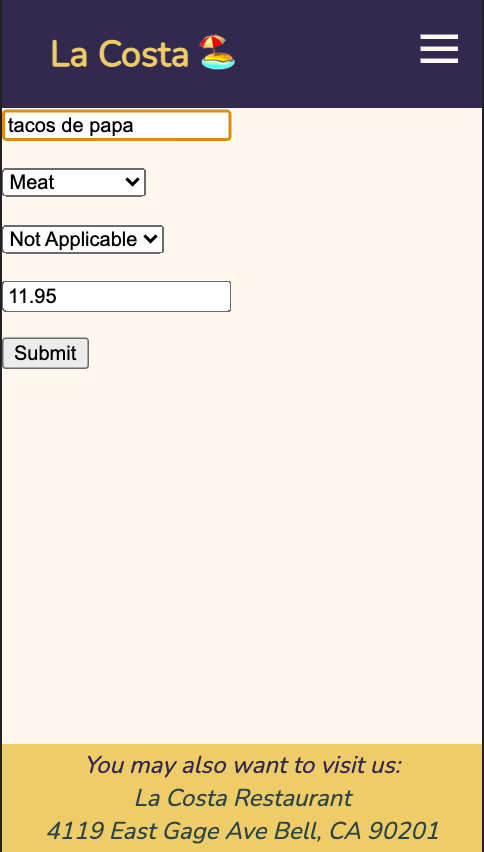 La Costa
tacos de papa
Meat
Not Applicable
11.95
Submit
You may also want to visit us:
La Costa Restaurant
4119 East Gage Ave Bell, CA 90201